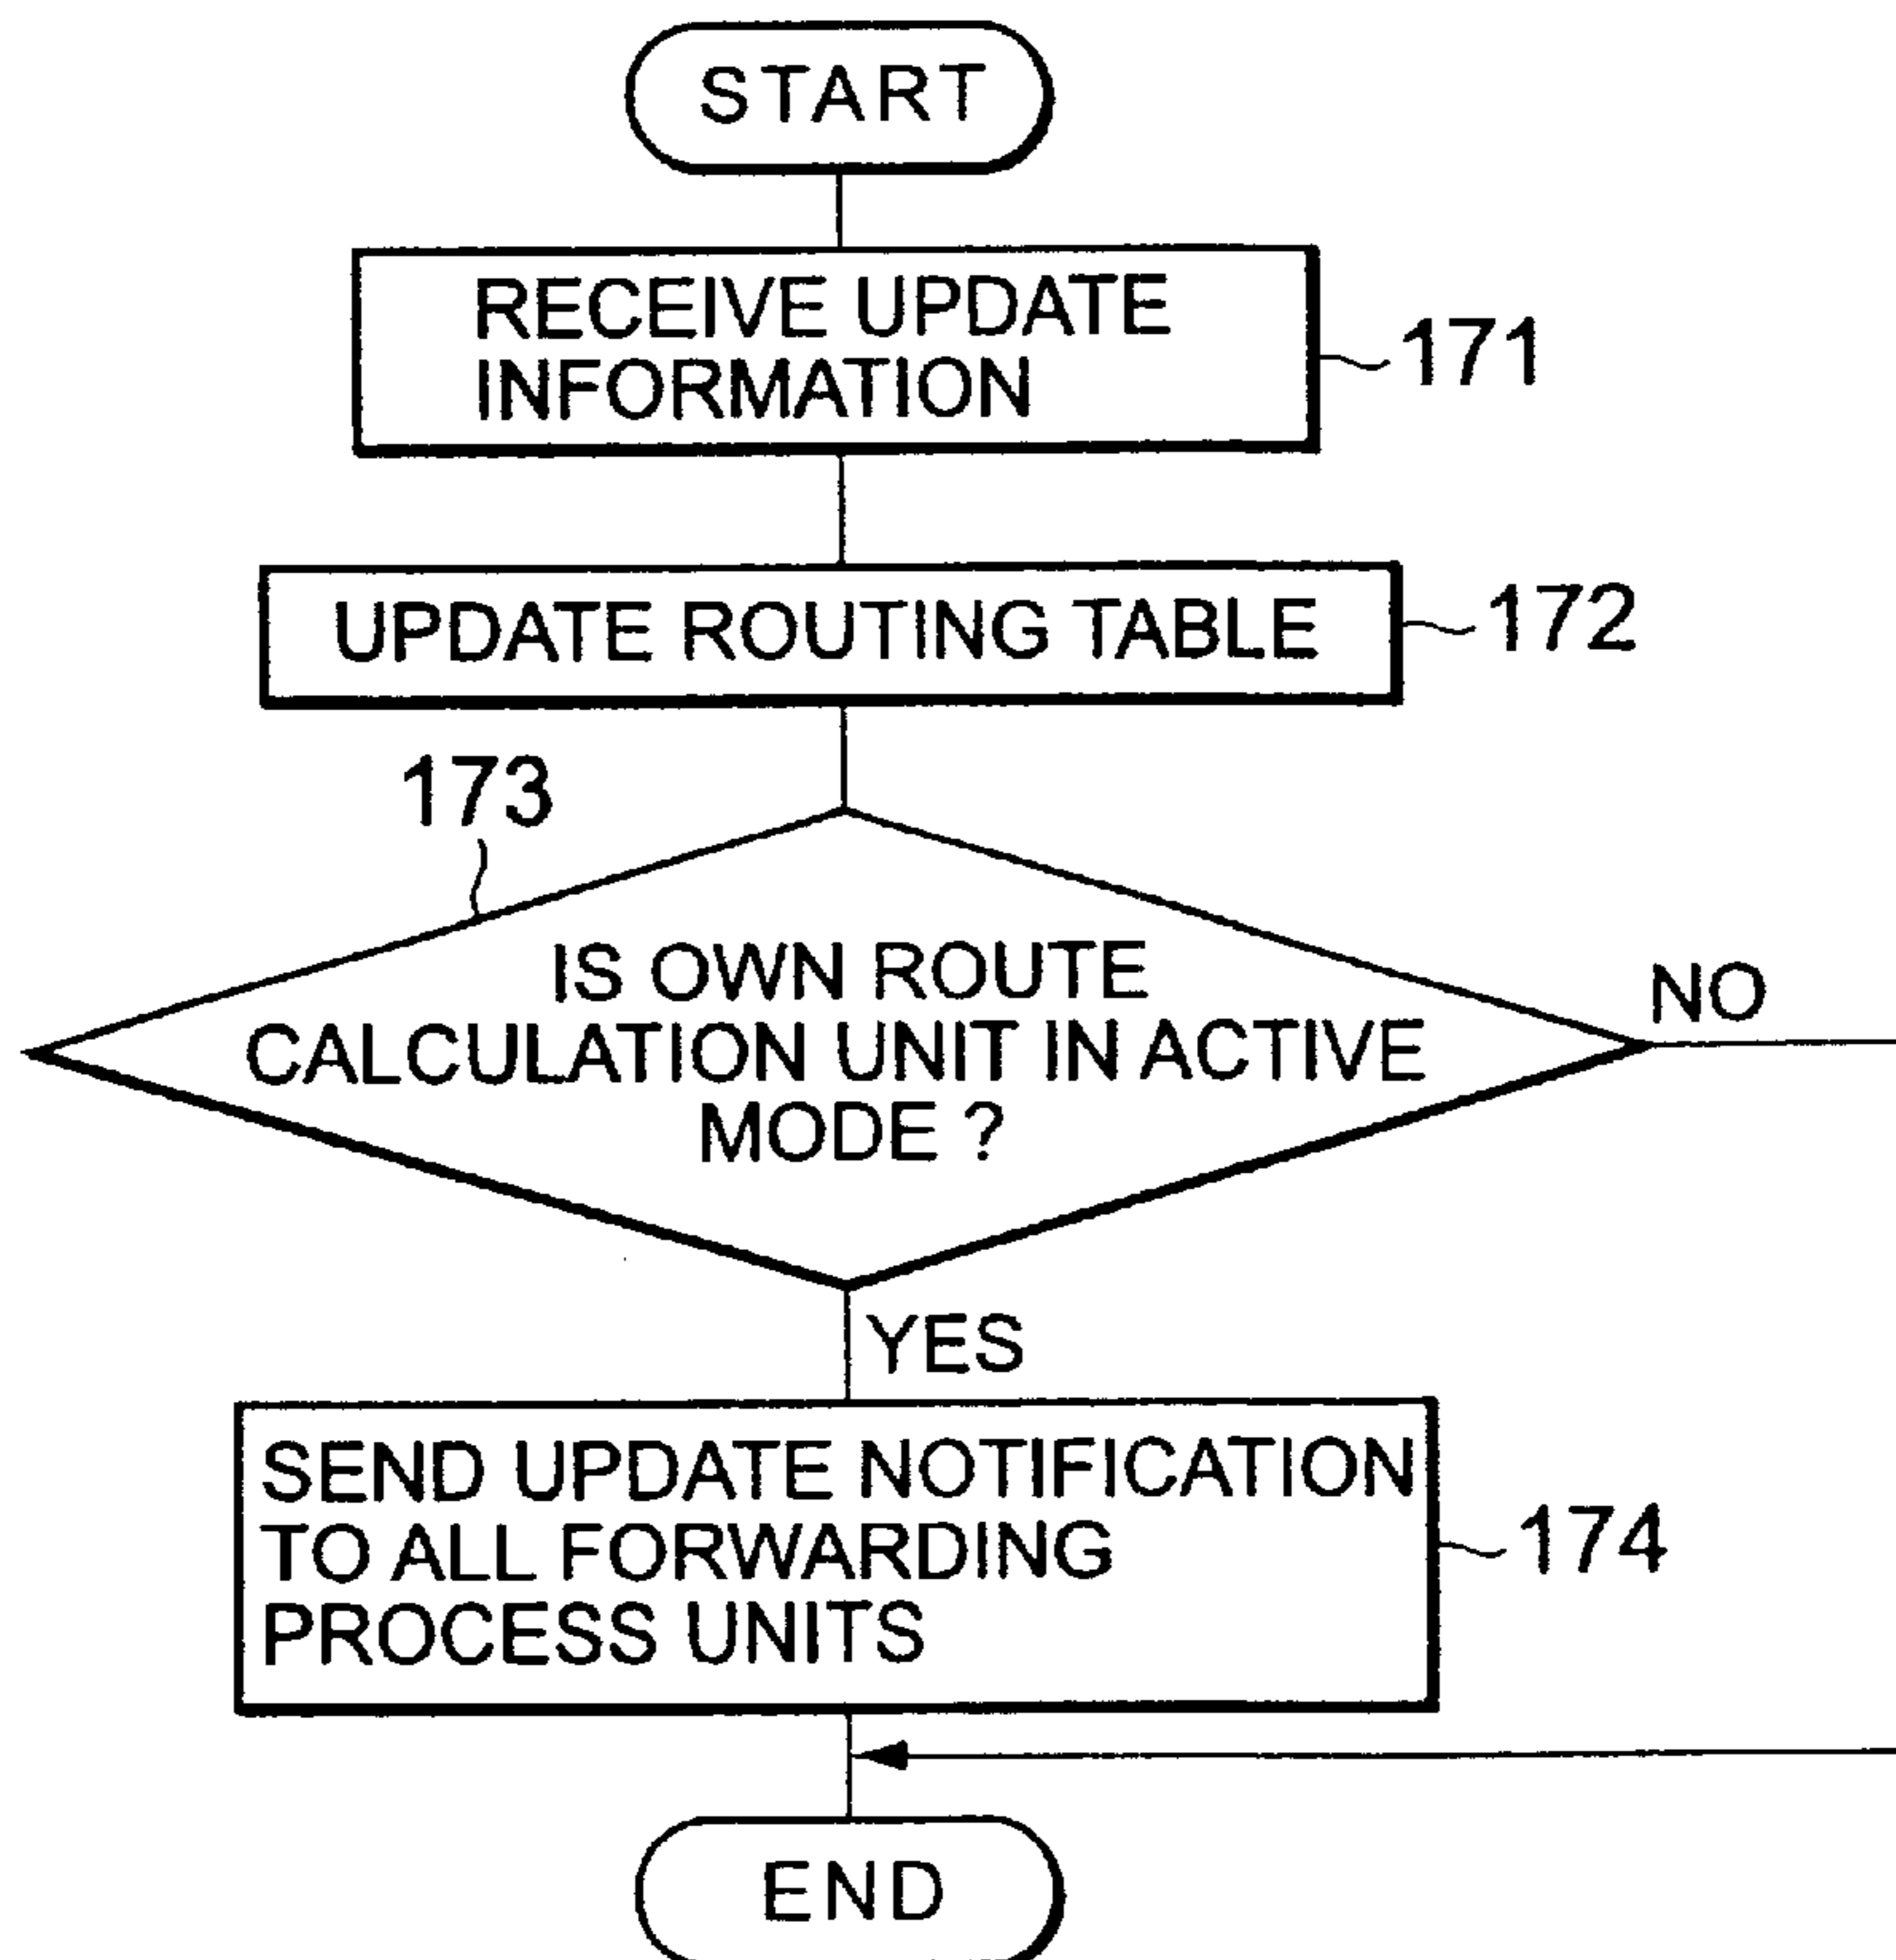 START
RECEIVE UPDATE
INFORMATION
171
UPDATE ROUTING TABLE
172
173
IS OWN ROUTE
CALCULATION UNIT IN ACTIVE
MODE ?
NO
YES
SEND UPDATE NOTIFICATION
TO ALL FORWARDING
PROCESS UNITS
174
END